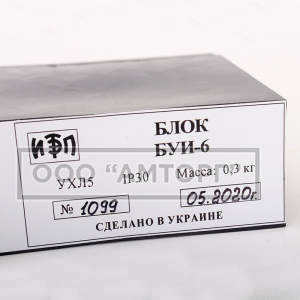 ИФП
БЛОК
БУИ-6
ООО "АМТОРГ"
УХЛ5 IP30 Масса: 0,3 кг
№ 1099 05.2020г.
СДЕЛАНО В УКРАИНЕ